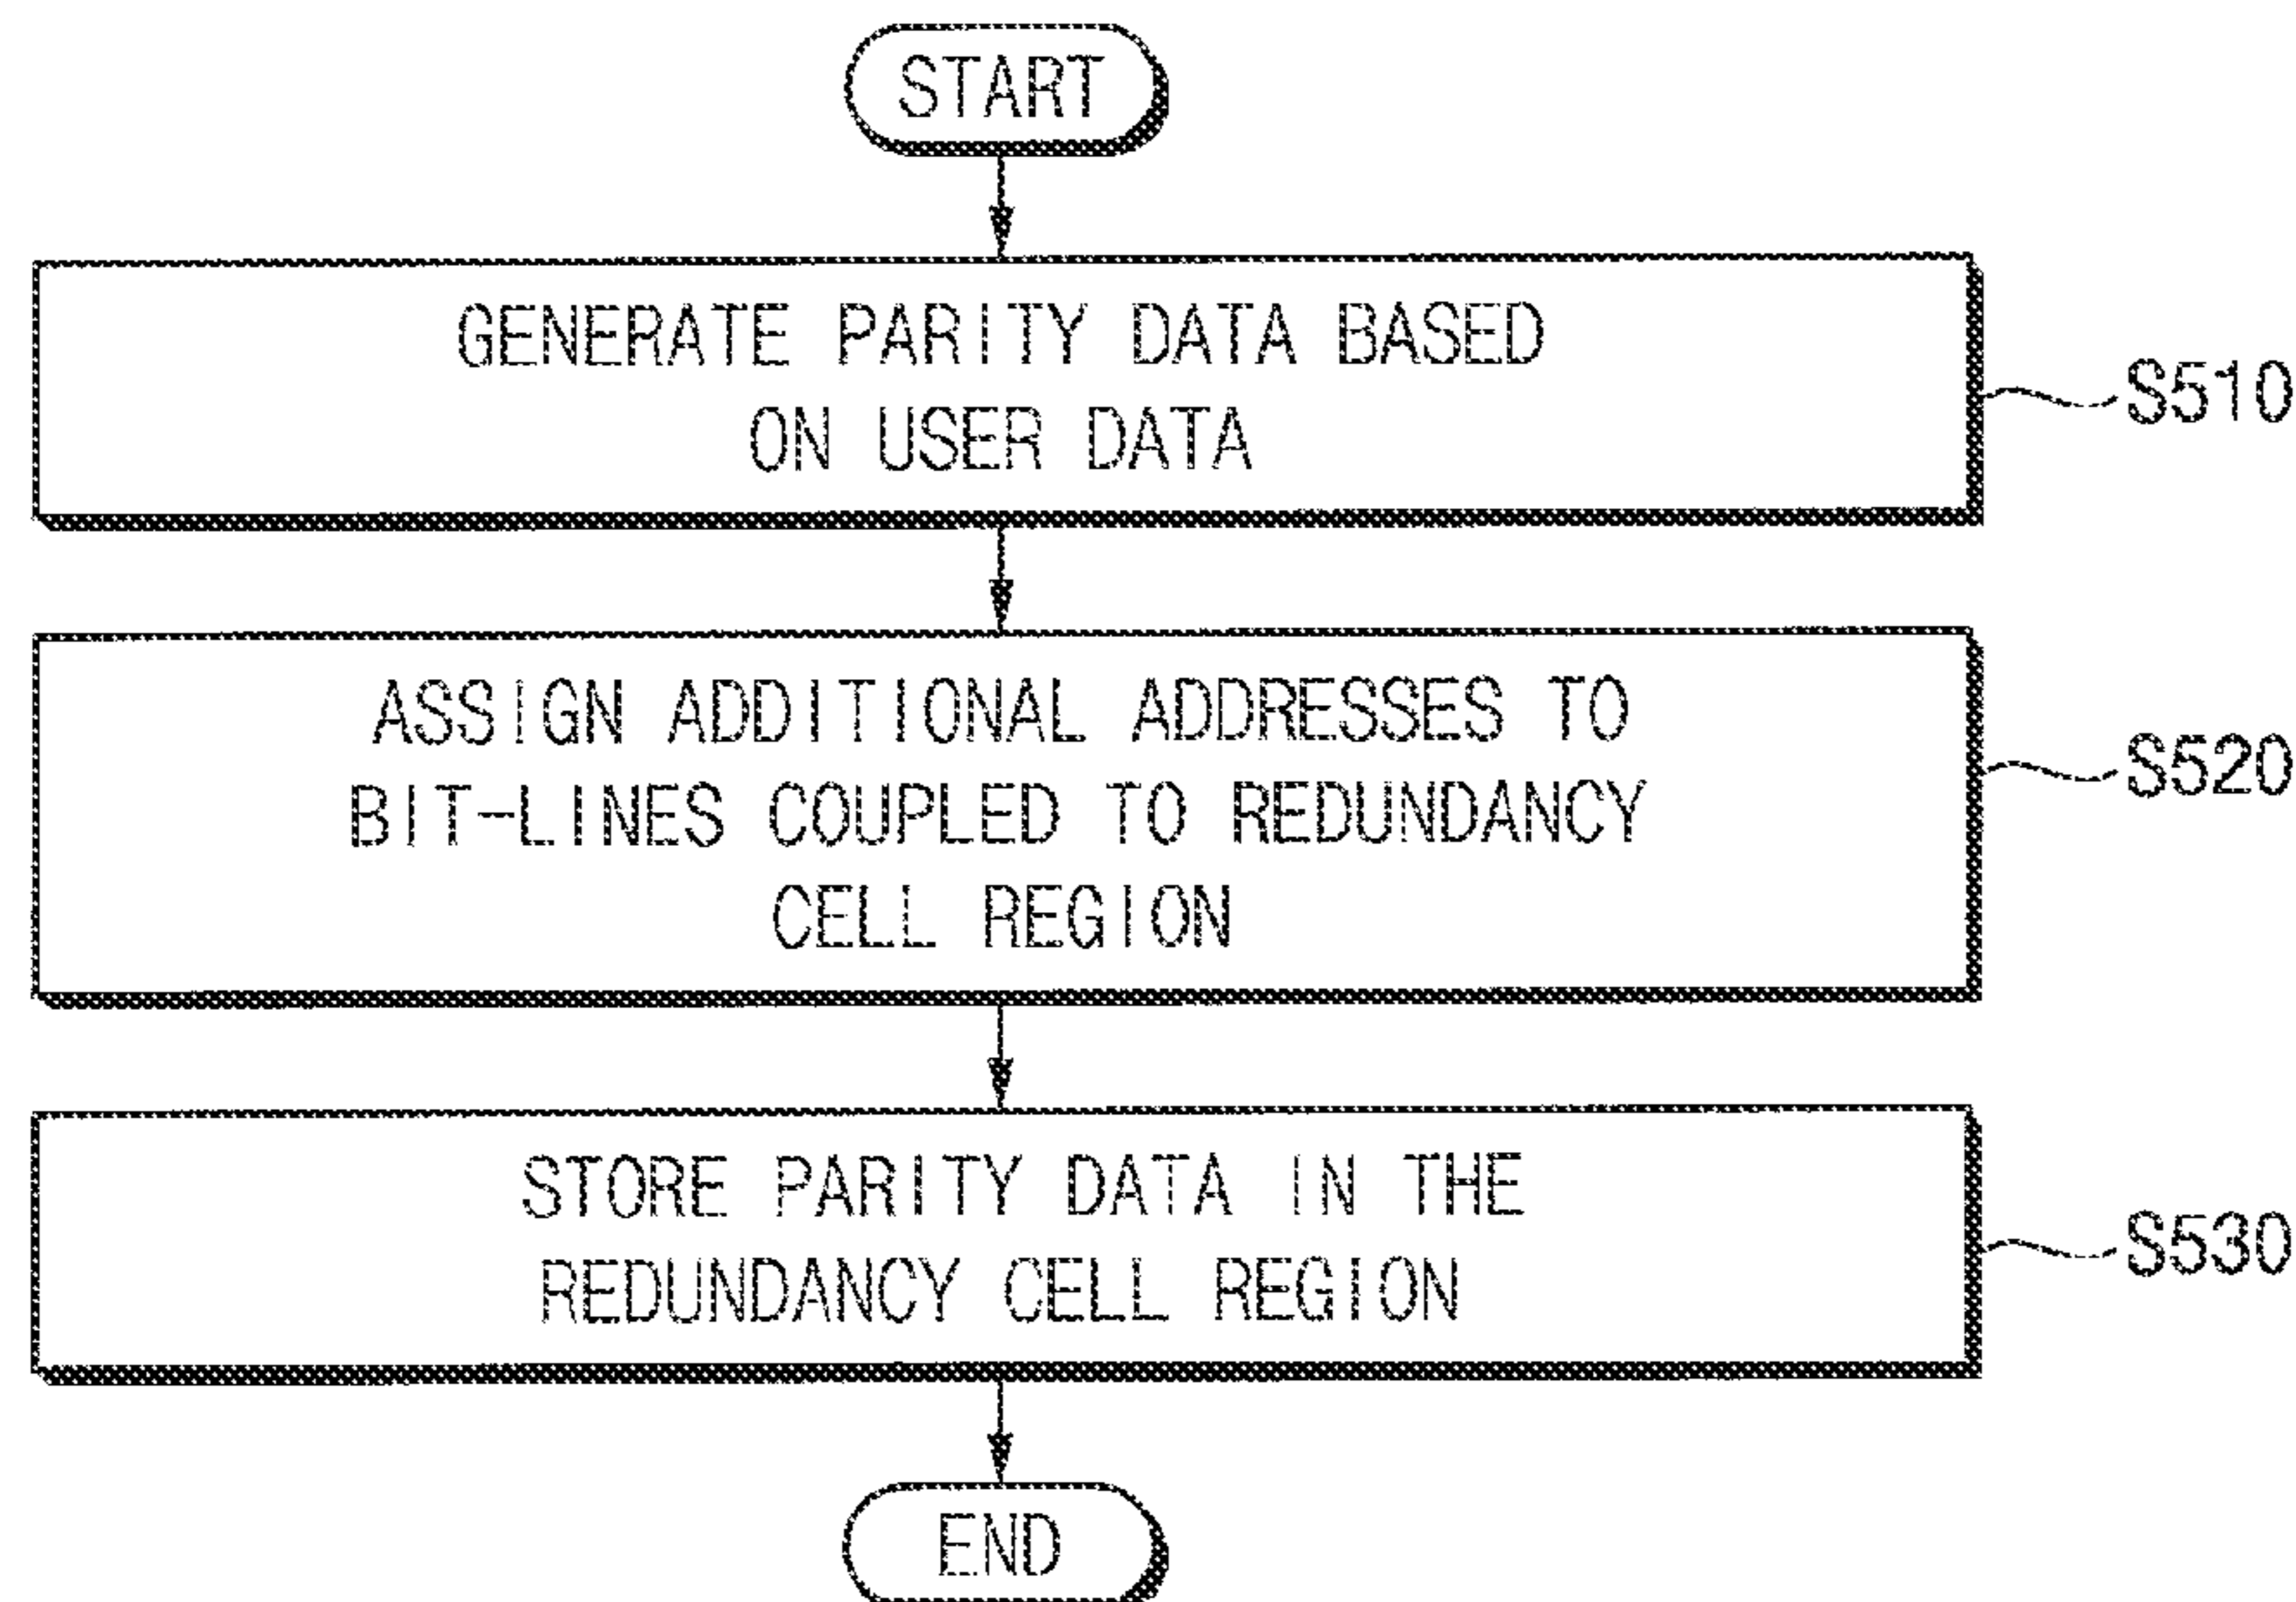 START
GENERATE PARITY DATA BASED
ON USER DATA
S510
ASSIGN ADDITIONAL ADDRESSES TO
BIT-LINES COUPLED TO REDUNDANCY
CELL REGION
S520
STORE PARITY DATA IN THE
REDUNDANCY CELL REGION
S530
END